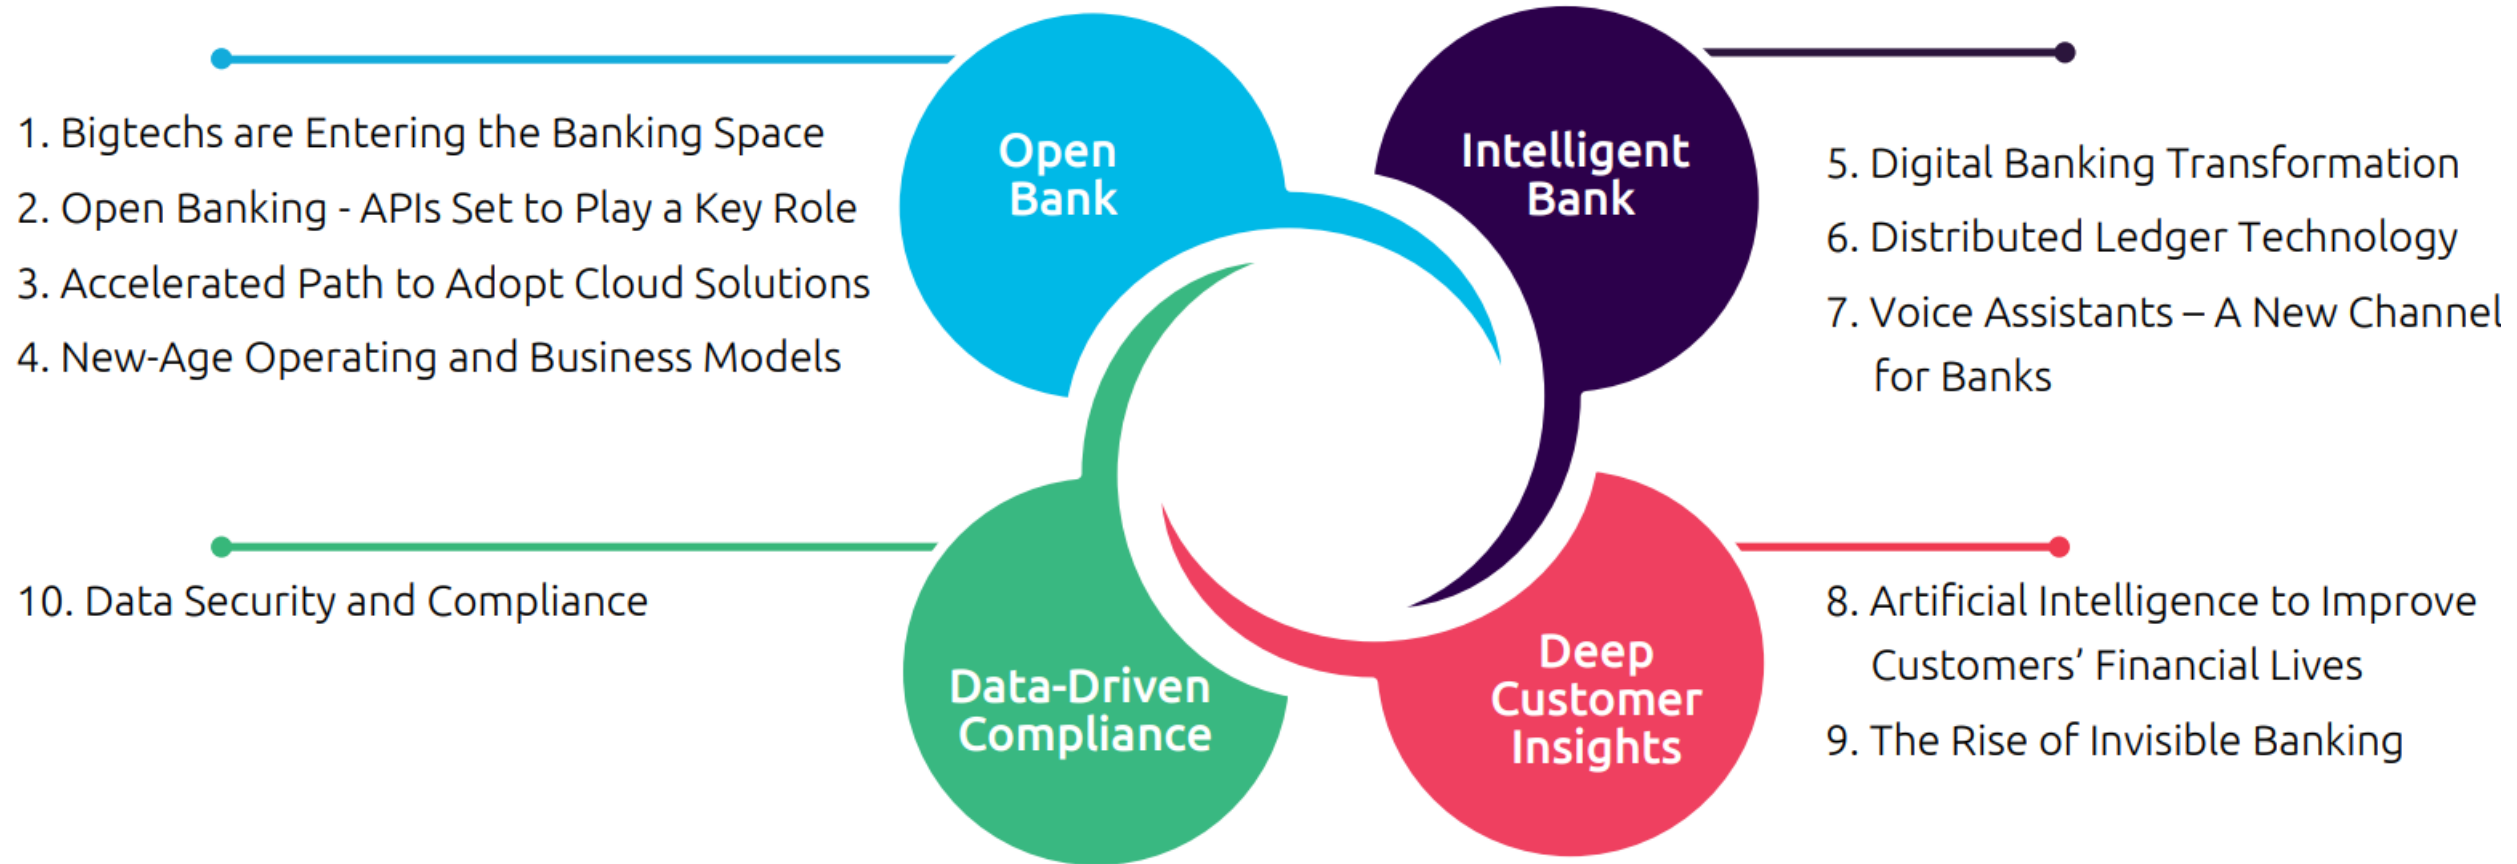 Open
Bank
1. Bigtechs are Entering the Banking Space
2. Open Banking - APIs Set to Play a Key Role
3. Accelerated Path to Adopt Cloud Solutions
4. New-Age Operating and Business Models
Intelligent
Bank
5. Digital Banking Transformation
6. Distributed Ledger Technology
7. Voice Assistants – A New Channel
for Banks
Deep
Customer
Insights
8. Artificial Intelligence to Improve
Customers’ Financial Lives
9. The Rise of Invisible Banking
Data-Driven
Compliance
10. Data Security and Compliance